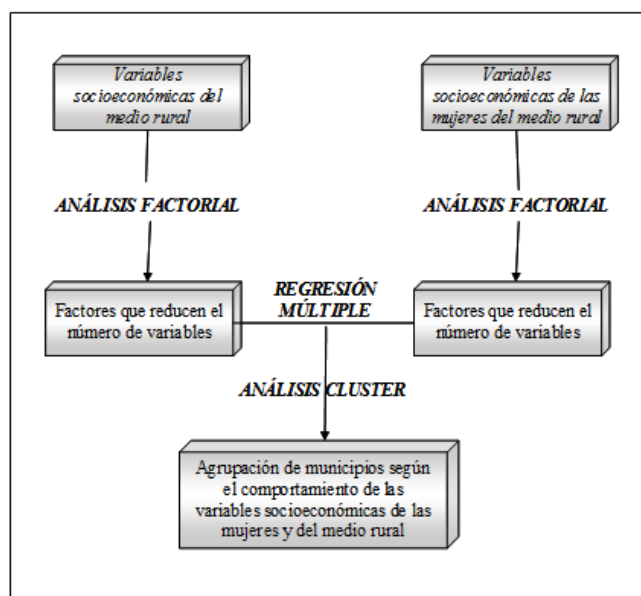 Variables
socioeconómicas del
medio rural
Variables
socioeconómicas de las
mujeres del medio rural
ANÁLISIS FACTORIAL
ANÁLISIS FACTORIAL
Factores que reducen el
número de variables
REGRESIÓN
MÚLTIPLE
Factores que reducen el
número de variables
ANÁLISIS CLUSTER
Agrupación de municipios según
el comportamiento de las
variables socioeconómicas de las
mujeres y del medio rural